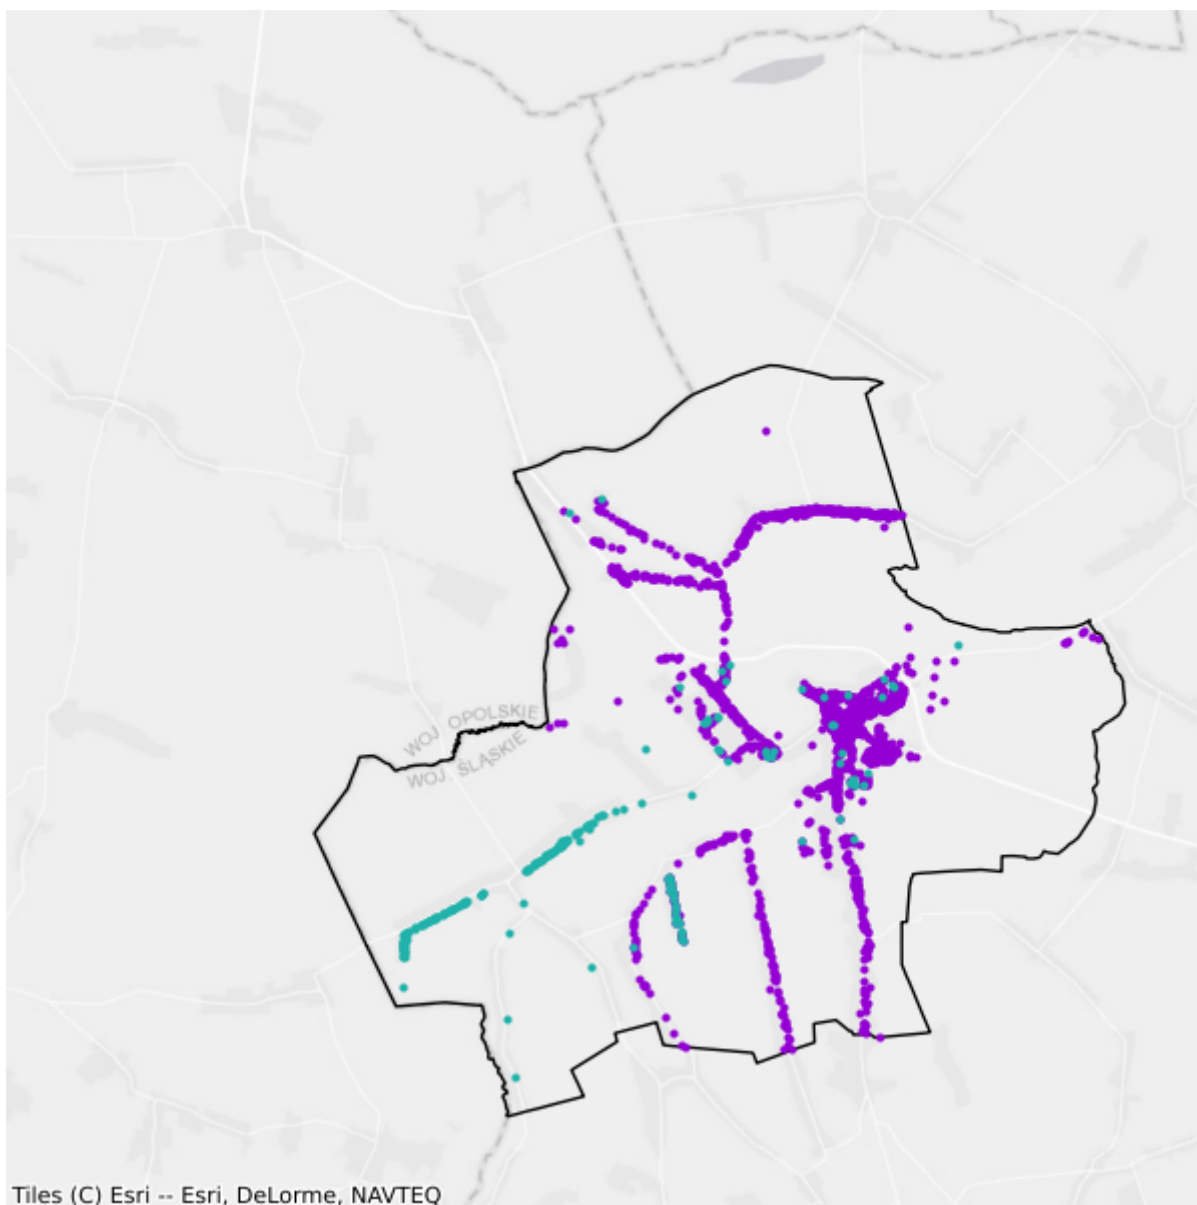 WOJ. OPOLSKIE
WOJ. ŚLĄSKIE
Tiles (C) Esri -- Esri, DeLorme, NAVTEQ